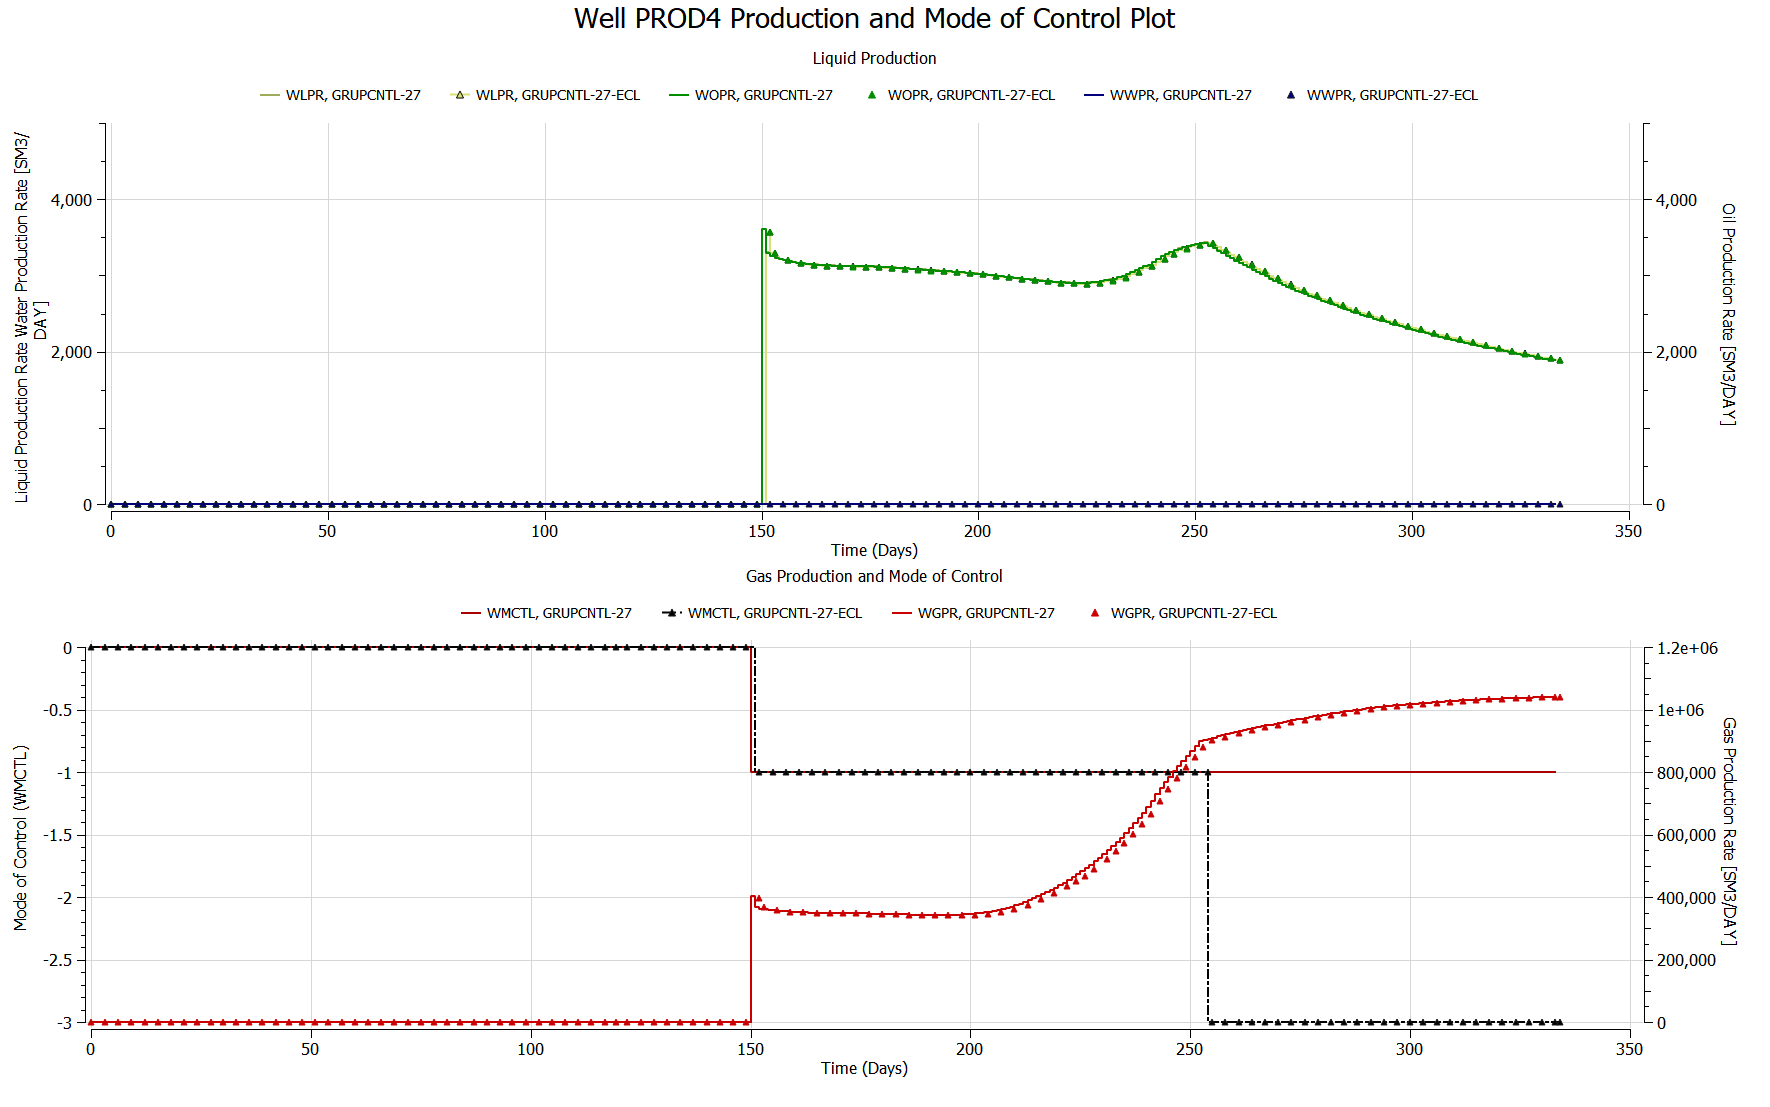 Well PROD4 Production and Mode of Control Plot
Liquid Production
WLPR, GRUPCNTL-27 WLPR, GRUPCNTL-27-ECL WOPR, GRUPCNTL-27 WOPR, GRUPCNTL-27-ECL WWPR, GRUPCNTL-27 WWPR, GRUPCNTL-27-ECL
Liquid Production Rate Water Production Rate [SM3/
DAY]
4,000
2,000
0
4,000
2,000
0
Oil Production Rate [SM3/DAY]
0 50 100 150 200 250 300 350
Time (Days)
Gas Production and Mode of Control
WMCTL, GRUPCNTL-27 WMCTL, GRUPCNTL-27-ECL WGPR, GRUPCNTL-27 WGPR, GRUPCNTL-27-ECL
Mode of Control (WMCTL)
0
-0.5
-1
-1.5
-2
-2.5
-3
1.2e+06
1e+06
800,000
600,000
400,000
200,000
0
Gas Production Rate [SM3/DAY]
0 50 100 150 200 250 300 350
Time (Days)